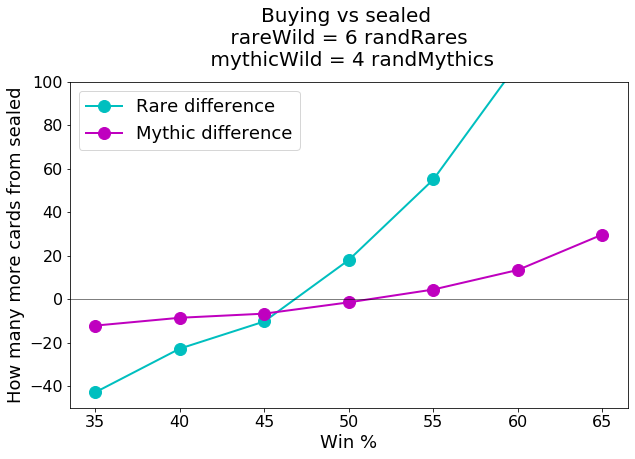 Buying vs sealed
rareWild = 6 randRares
mythicWild = 4 randMythics
Rare difference
Mythic difference
How many more cards from sealed
100
80
60
40
20
0
−20
−40
35 40 45 50 55 60 65
Win %